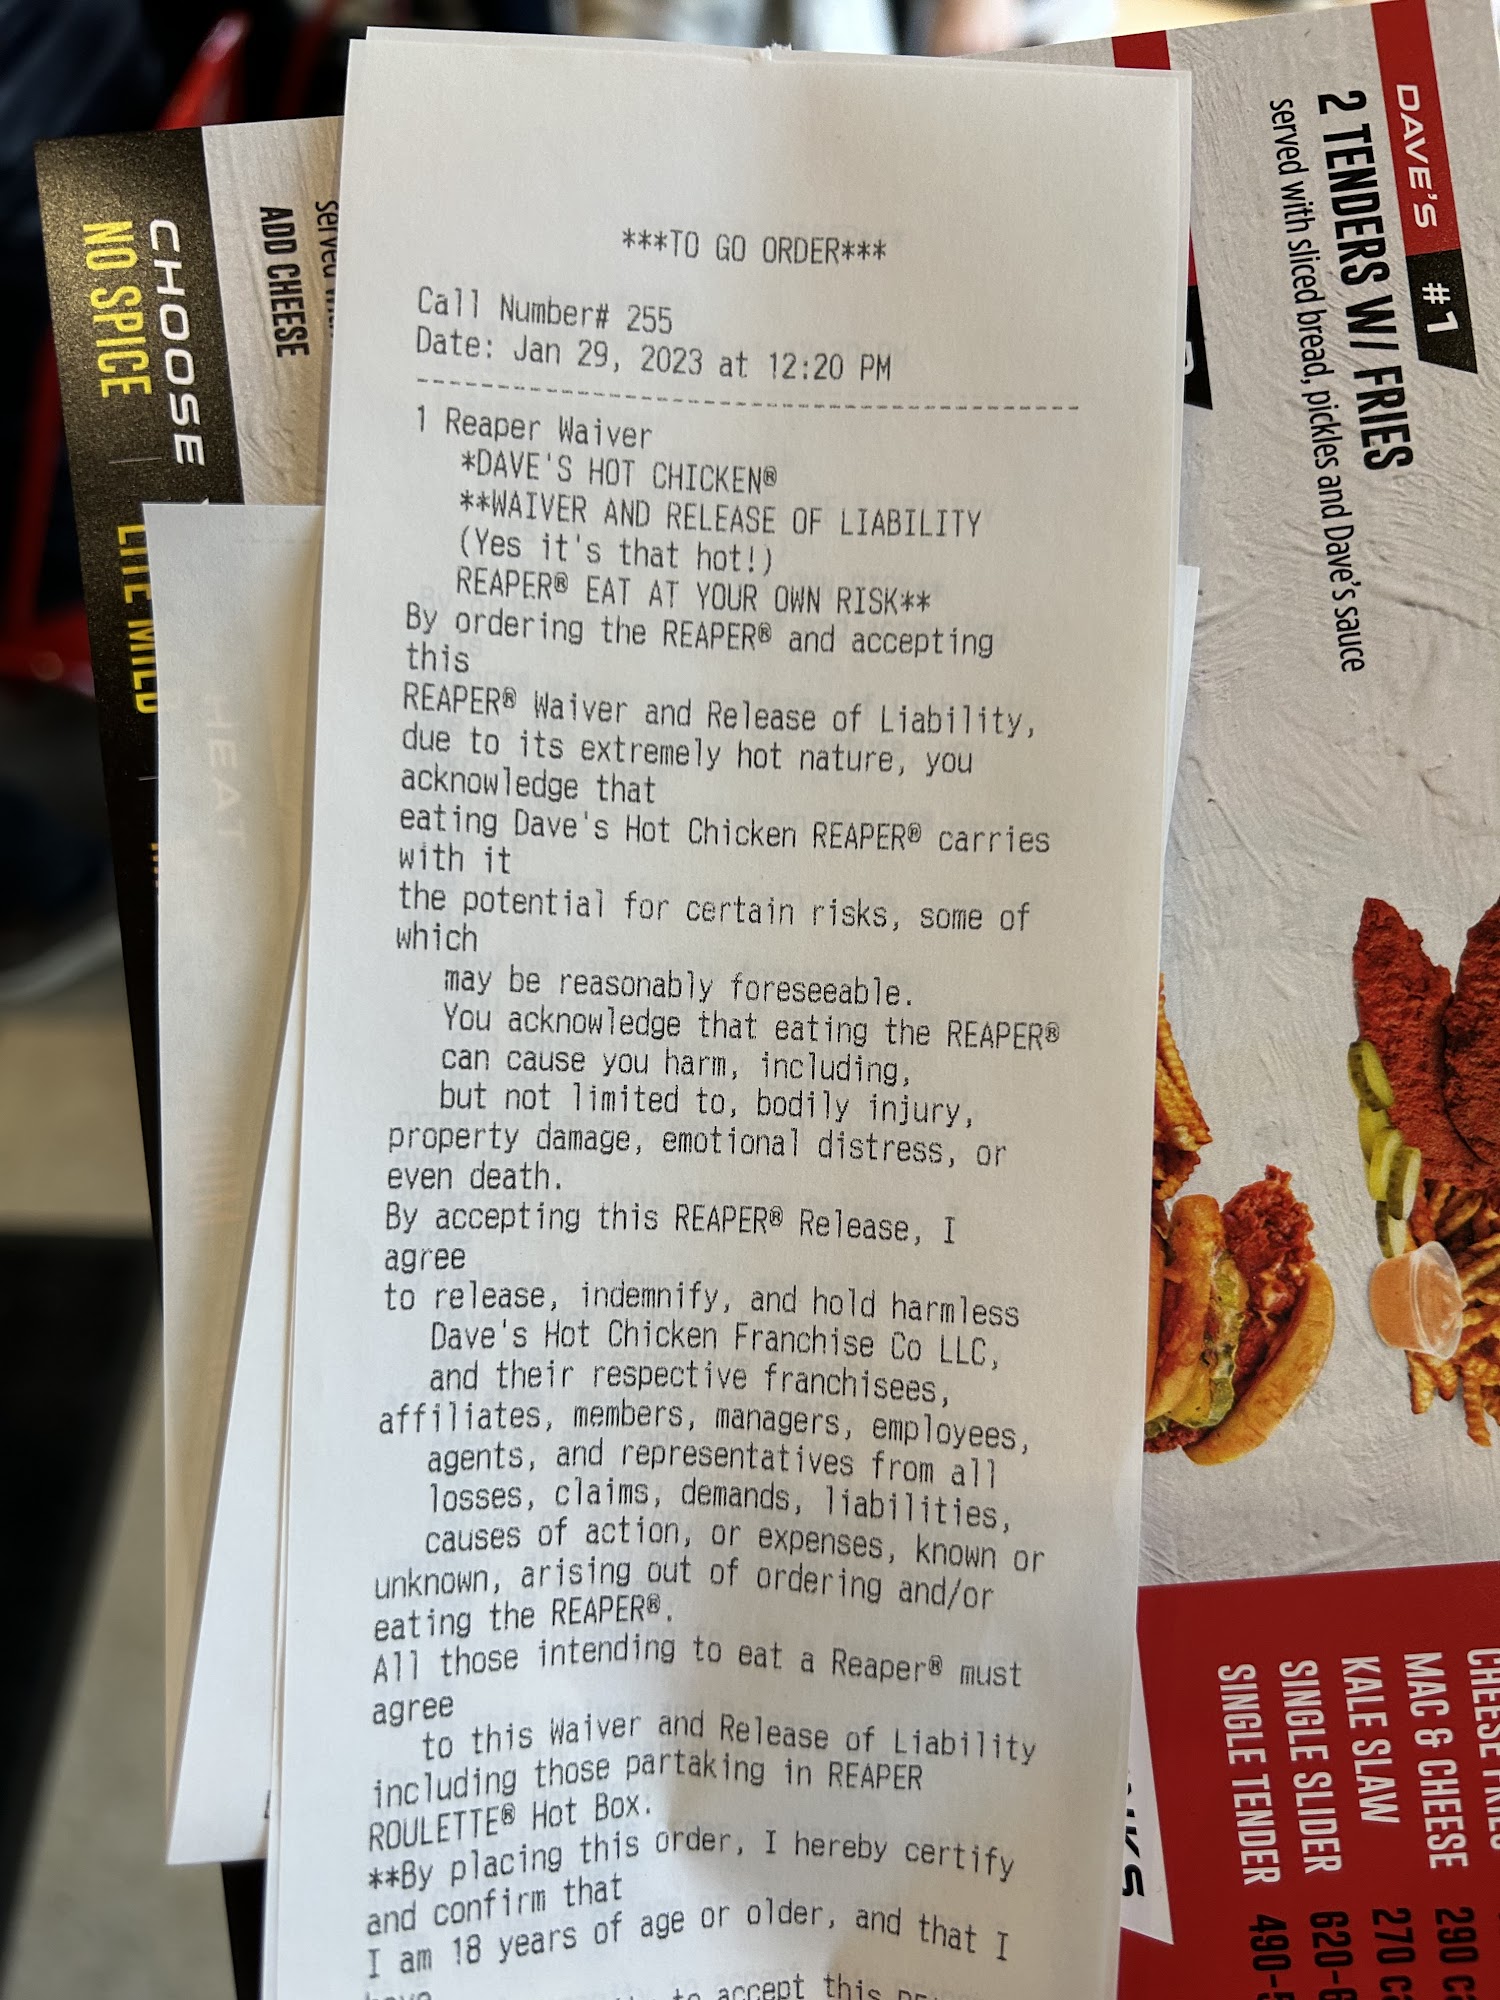 ***TO GO ORDER***
Call Number# 255
Date: Jan 29, 2023 at 12:20 PM
----------------------------------------
1 Reaper Waiver
*DAVE'S HOT CHICKEN®
**WAIVER AND RELEASE OF LIABILITY
(Yes it's that hot!)
REAPER® EAT AT YOUR OWN RISK**
By ordering the REAPER® and accepting
this
REAPER® Waiver and Release of Liability,
due to its extremely hot nature, you
acknowledge that
eating Dave's Hot Chicken REAPER® carries
with it
the potential for certain risks, some of
which
may be reasonably foreseeable.
You acknowledge that eating the REAPER®
can cause you harm, including,
but not limited to, bodily injury,
property damage, emotional distress, or
even death.
By accepting this REAPER® Release, I
agree
to release, indemnify, and hold harmless
Dave's Hot Chicken Franchise Co LLC,
and their respective franchisees,
affiliates, members, managers, employees,
agents, and representatives from all
losses, claims, demands, liabilities,
causes of action, or expenses, known or
unknown, arising out of ordering and/or
eating the REAPER®.
All those intending to eat a Reaper® must
agree
to this Waiver and Release of Liability
including those partaking in REAPER
ROULETTE® Hot Box.
**By placing this order, I hereby certify
and confirm that
I am 18 years of age or older, and that I
to accept this
DAVE'S #1
2 TENDERS W/ FRIES
served with sliced bread, pickles and Dave's sauce
served
ADD CHEESE
CHOOSE
NO SPICE
LITE MILD
HEAT
CHEESE FRIES
MAC & CHEESE 290
KALE SLAW 270
SINGLE SLIDER 620-
SINGLE TENDER 490-